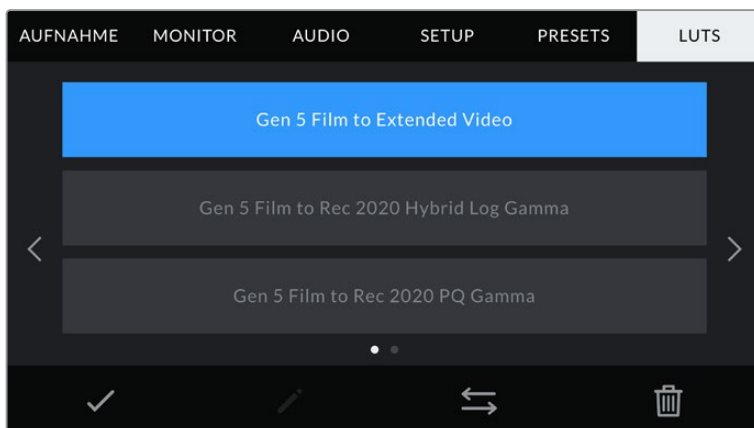 AUFNAHME MONITOR AUDIO SETUP PRESETS LUTS
Gen 5 Film to Extended Video
Gen 5 Film to Rec 2020 Hybrid Log Gamma
Gen 5 Film to Rec 2020 PQ Gamma